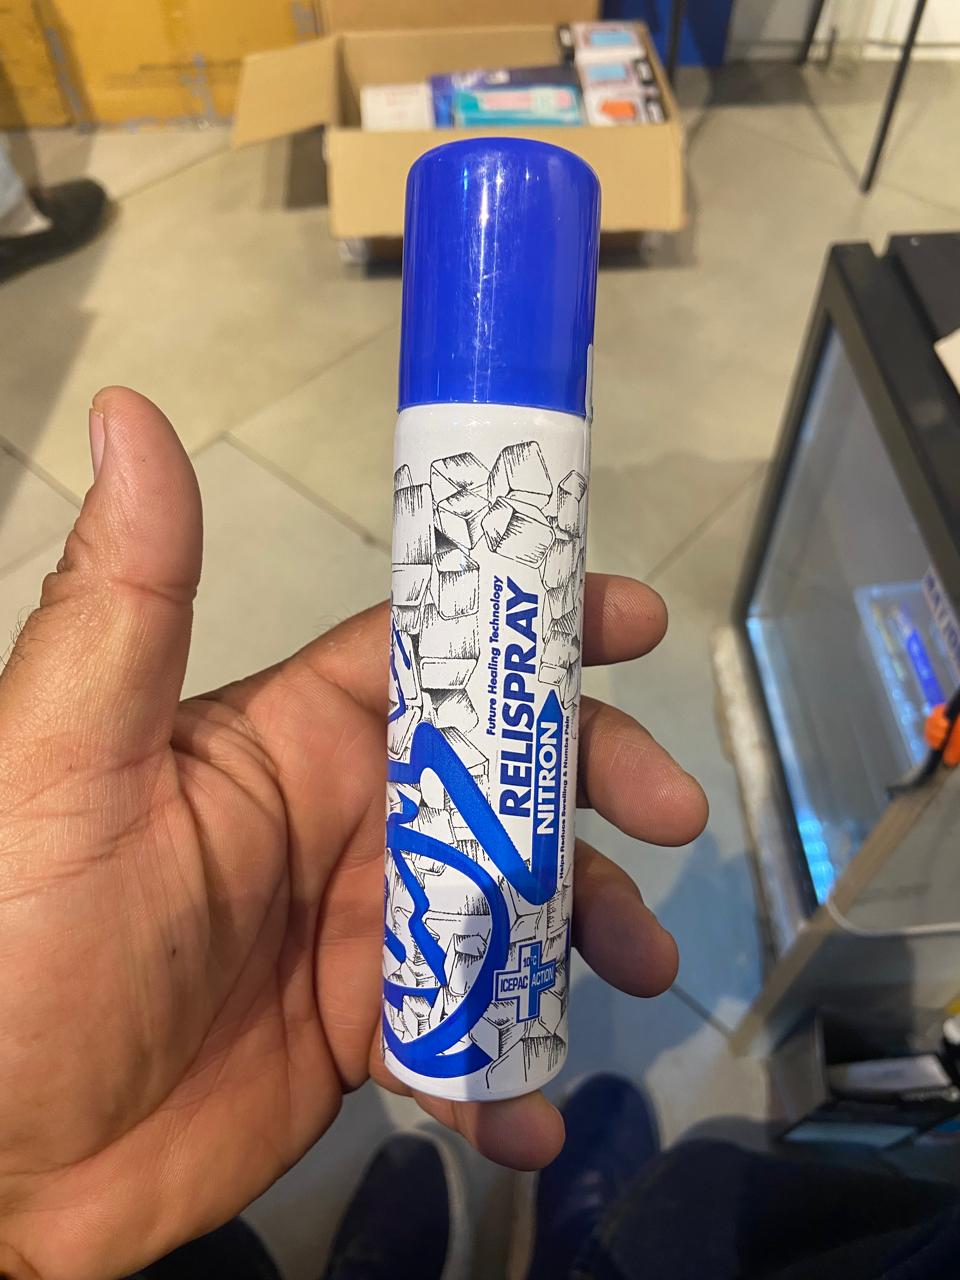 Future Healing Technology
RELISPRAY
NITRON
Helps Reduce Swelling & Numbs Pain
10°C
ICEPAC ACTION